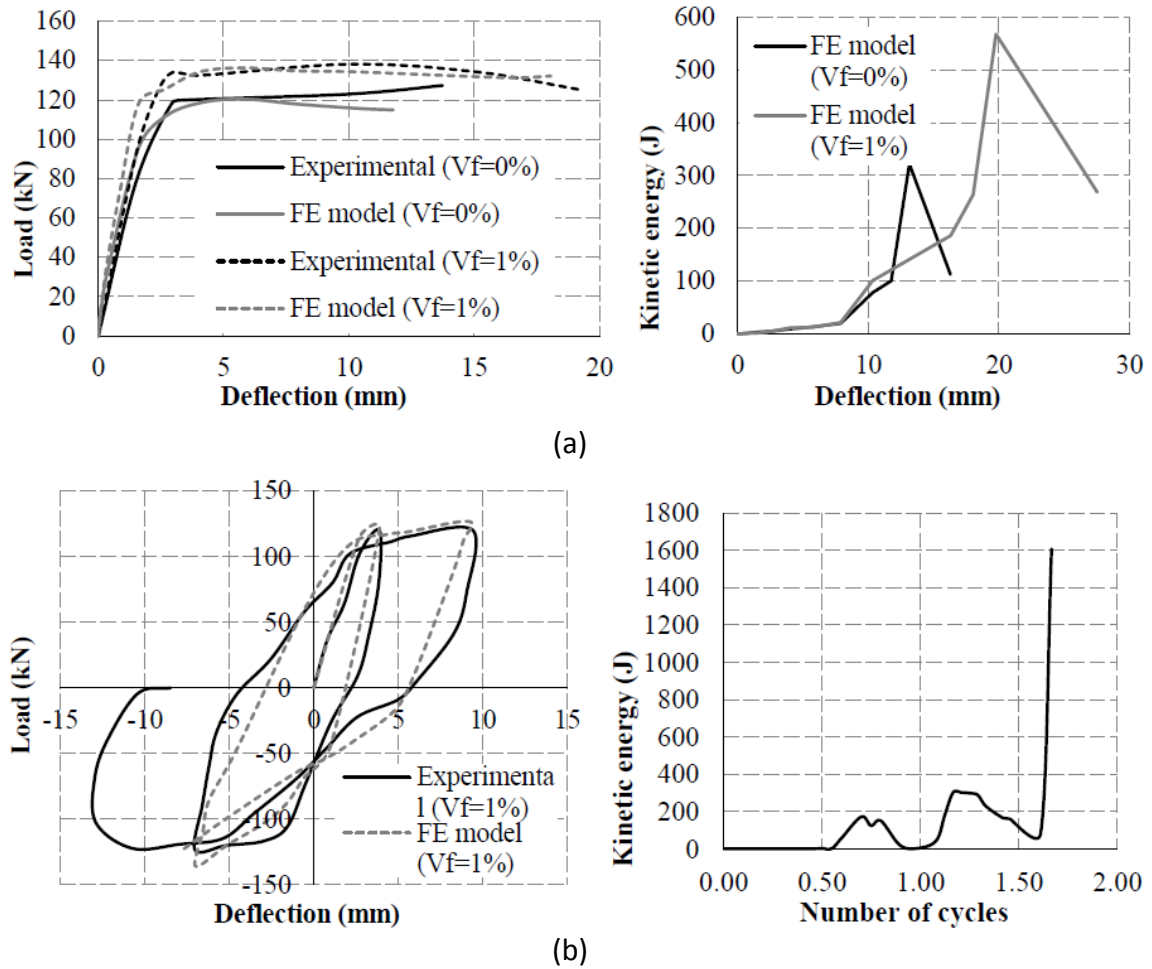 160
140
120
100
80
60
40
20
0
Load (kN)
Experimental (Vf=0%)
FE model (Vf=0%)
Experimental (Vf=1%)
FE model (Vf=1%)
0 5 10 15 20
Deflection (mm)
600
500
400
300
200
100
0
Kinetic energy (J)
FE model
(Vf=0%)
FE model
(Vf=1%)
0 10 20 30
Deflection (mm)
(a)
150
100
50
0
-50
-100
-150
Load (kN)
-15 -10 -5 0 5 10 15
Experimenta
l (Vf=1%)
FE model
(Vf=1%)
Deflection (mm)
1800
1600
1400
1200
1000
800
600
400
200
0
Kinetic energy (J)
0.00 0.50 1.00 1.50 2.00
Number of cycles
(b)